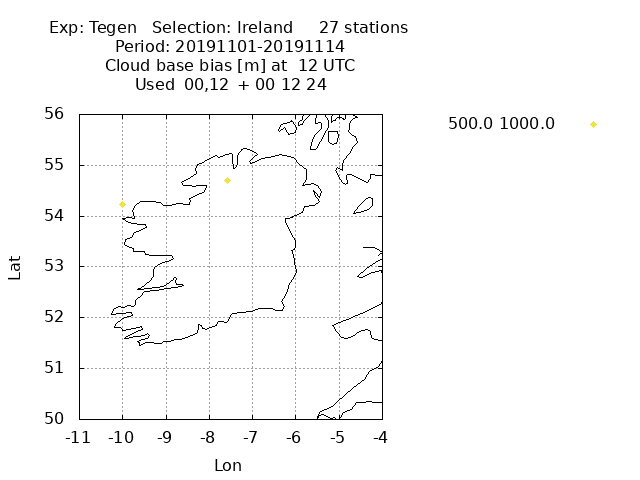 Exp: Tegen   Selection: Ireland     27 stations
Period: 20191101-20191114
Cloud base bias [m] at  12 UTC
Used  00,12  + 00 12 24
500.0 1000.0
56
55
54
53
52
51
50
Lat
-11 -10 -9 -8 -7 -6 -5 -4
Lon